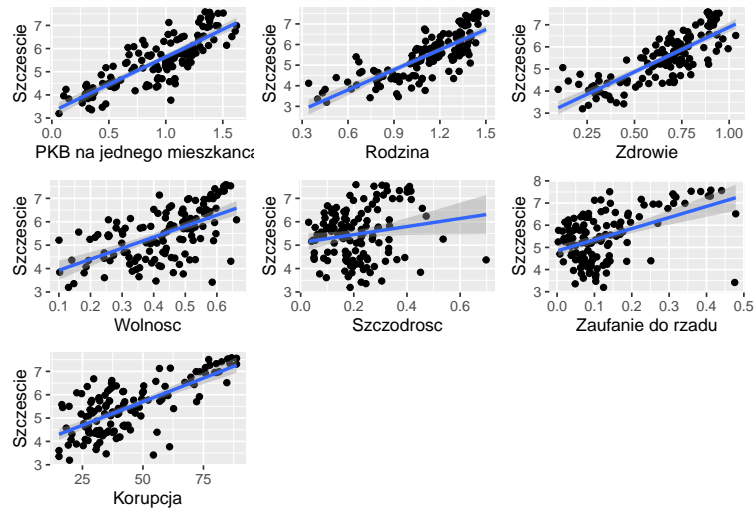 Szczescie
7
6
5
4
3
0.0 0.5 1.0 1.5
PKB na jednego mieszkanca
Szczescie
7
6
5
4
3
0.3 0.6 0.9 1.2 1.5
Rodzina
Szczescie
7
6
5
4
3
0.25 0.50 0.75 1.00
Zdrowie
Szczescie
7
6
5
4
3
0.1 0.2 0.3 0.4 0.5 0.6
Wolnosc
Szczescie
7
6
5
4
3
0.0 0.2 0.4 0.6
Szczodrosc
Szczescie
8
7
6
5
4
3
0.0 0.1 0.2 0.3 0.4 0.5
Zaufanie do rzadu
Szczescie
7
6
5
4
3
25 50 75
Korupcja